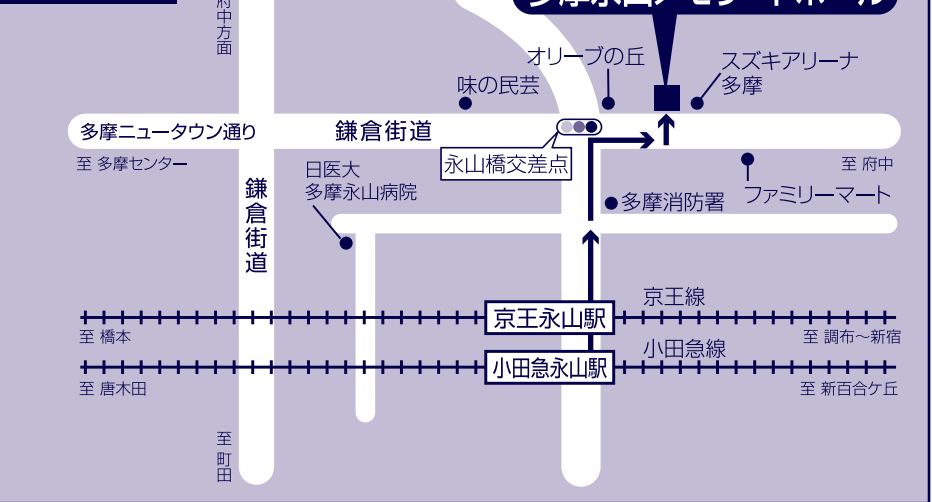 府中方面
オリーブの丘
スズキアリーナ
多摩
味の民芸
多摩ニュータウン通り
鎌倉街道
至 多摩センター
永山橋交差点
至 府中
日医大
多摩永山病院
ファミリーマート
多摩消防署
鎌倉街道
京王線
京王永山駅
至 橋本
至 調布～新宿
小田急線
小田急永山駅
至 唐木田
至 新百合ケ丘
至 町田